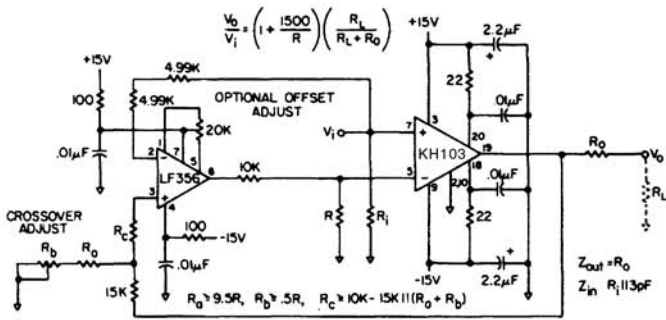 Vo/Vi = (1 + 1500/R) (RL/(RL + Ro))
+15V
+15V
2.2µF
+
4.99K
100
4.99K
OPTIONAL OFFSET
ADJUST
22
.01µF
20K
1
7
5
Vi
7
+
3
20
KH103
19
Ro
Vo
.01µF
2
-
LF356
6
10K
5
-
18
2,10
9
.01µF
RL
3
+
4
CROSSOVER
ADJUST
Rc
100
-15V
R
Ri
22
Rb
Ra
.01µF
-15V
+
2.2µF
Zout = Ro
Zin Ri||3pF
15K
Ra ≅ 9.5R, Rb ≅ .5R, Rc ≅ 10K - 15K||(Ra + Rb)